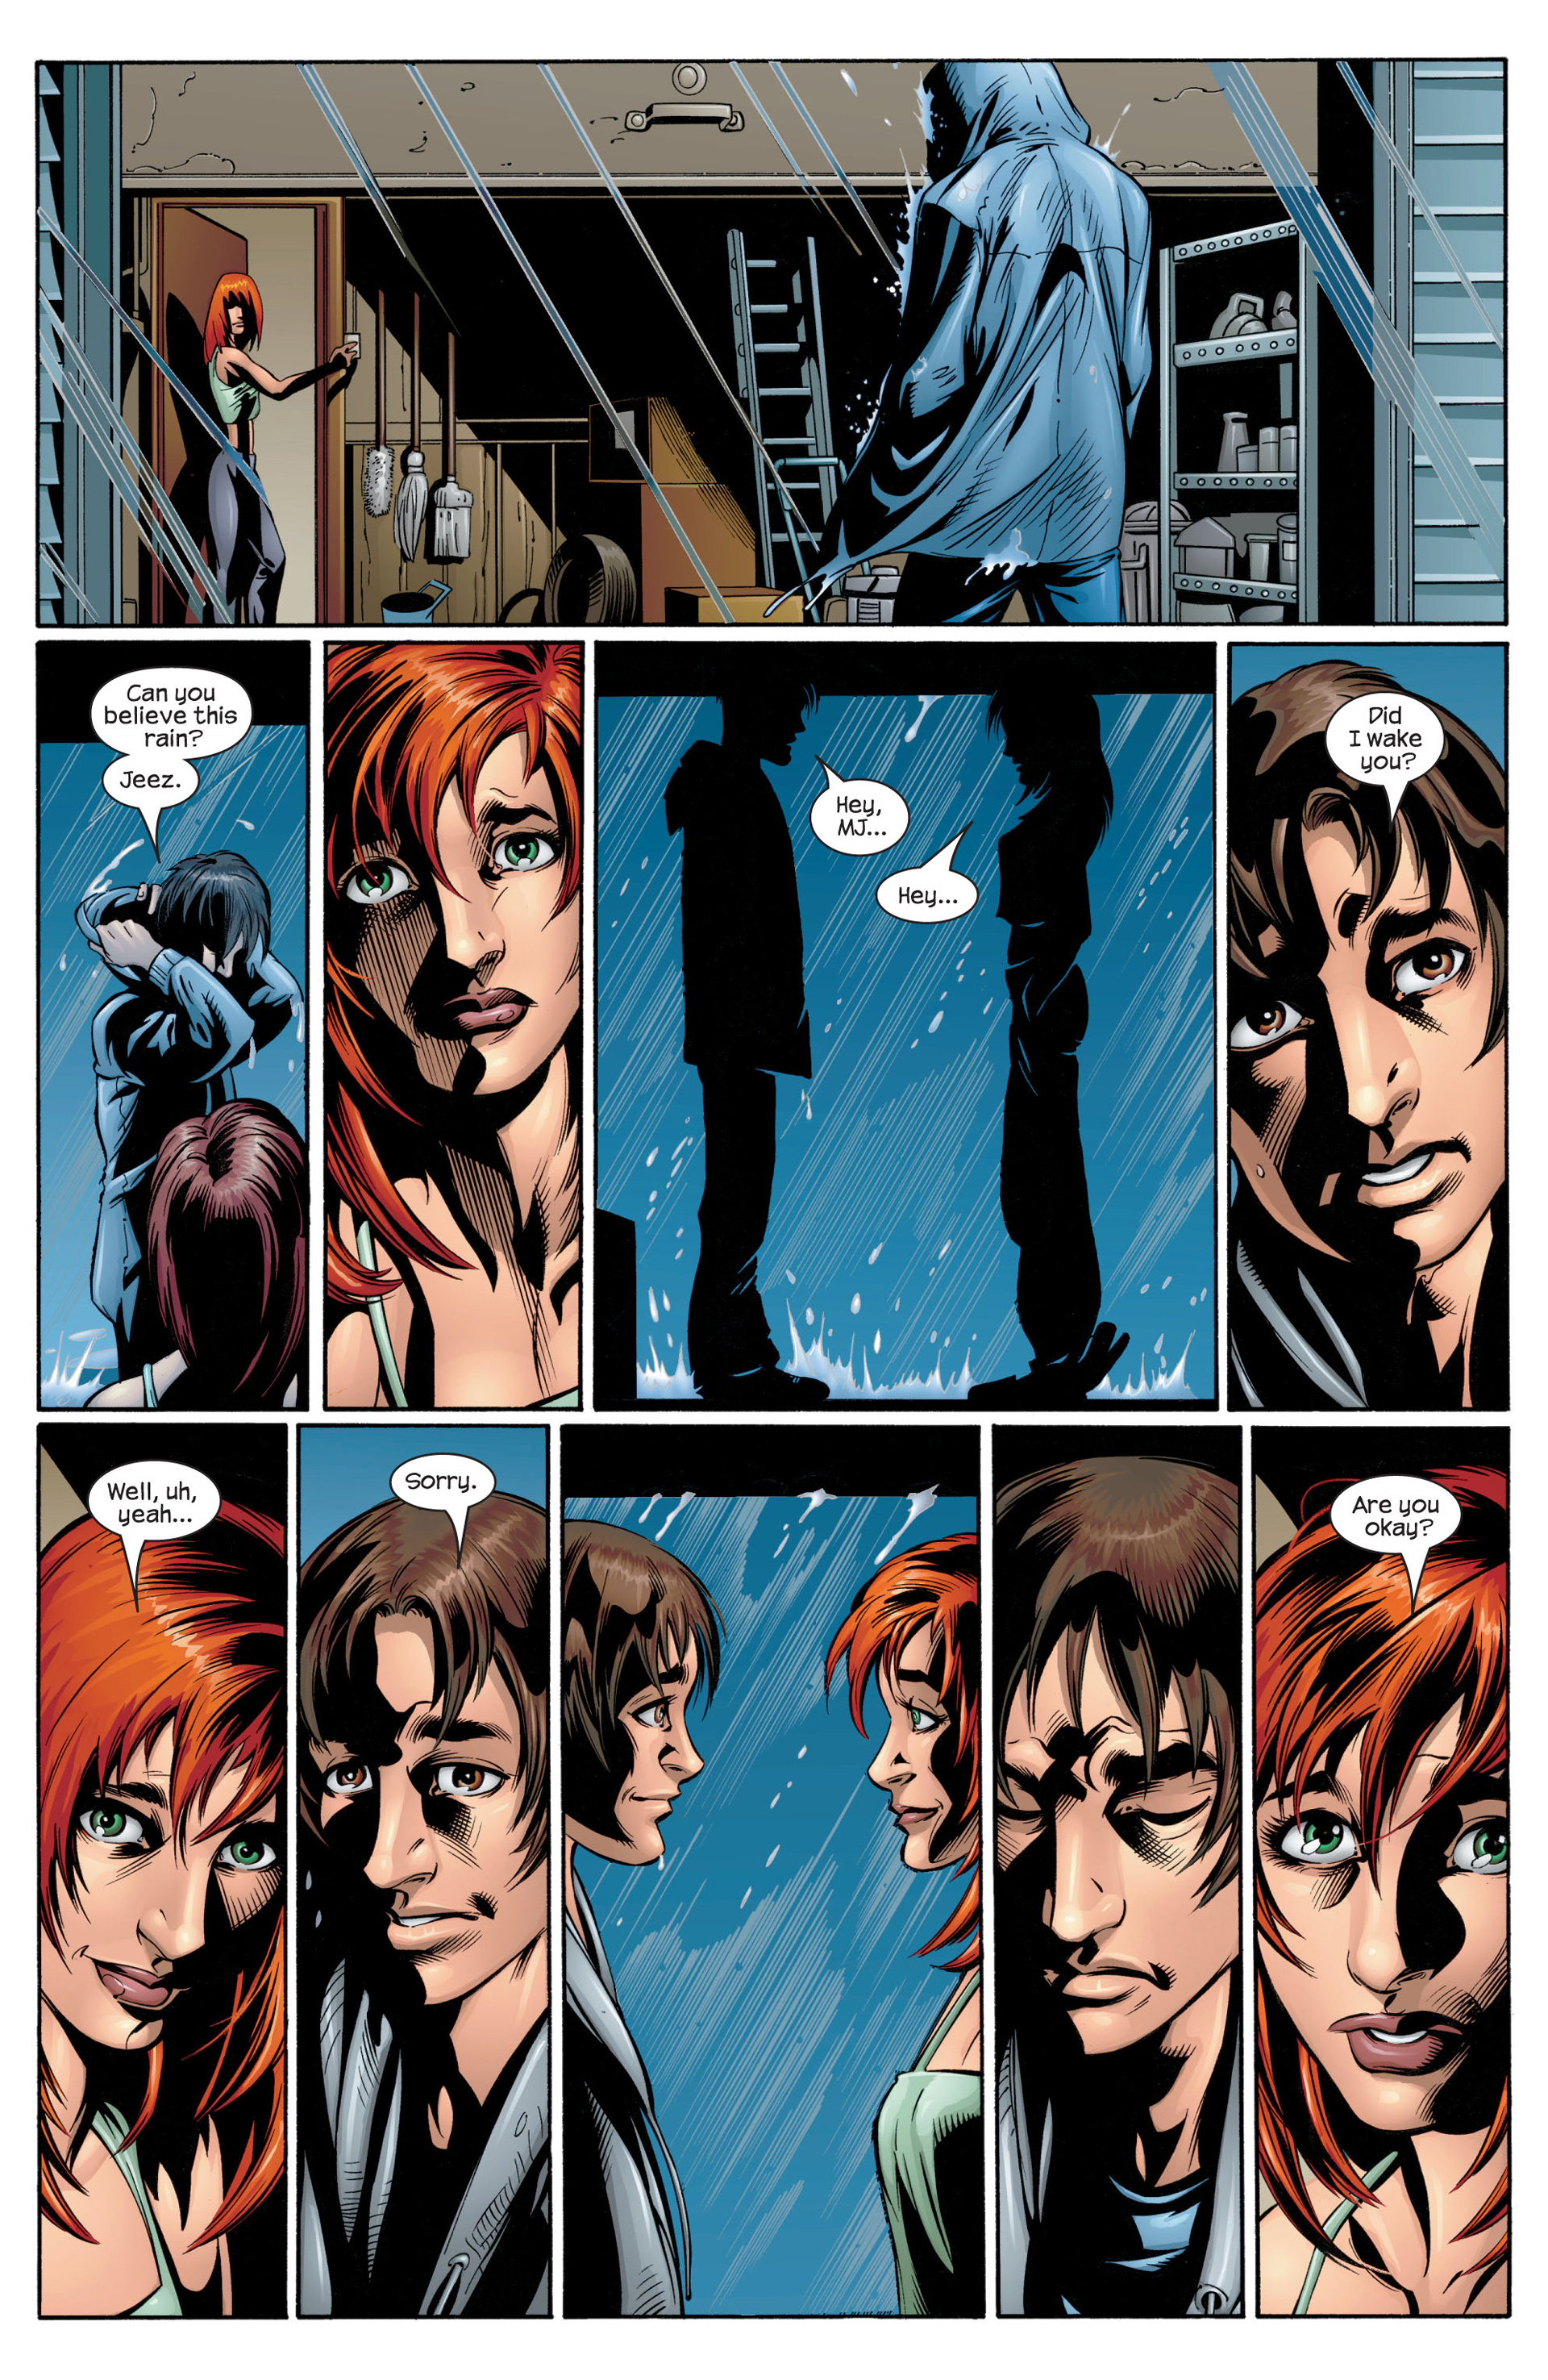 Can you
believe this
rain?
Jeez.
Hey,
MJ...
Hey...
Did
I wake
you?
Well, uh,
yeah...
Sorry.
Are you
okay?